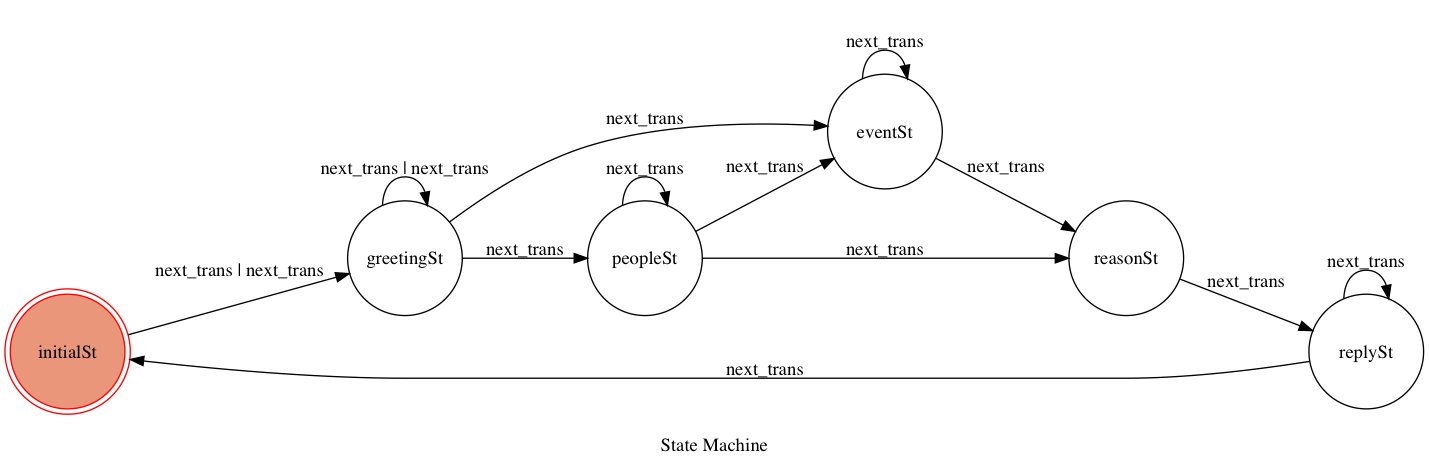 next_trans
next_trans
eventSt
next_trans | next_trans
next_trans
next_trans
next_trans
greetingSt
next_trans
peopleSt
next_trans
reasonSt
next_trans | next_trans
next_trans
next_trans
initialSt
replySt
next_trans
State Machine